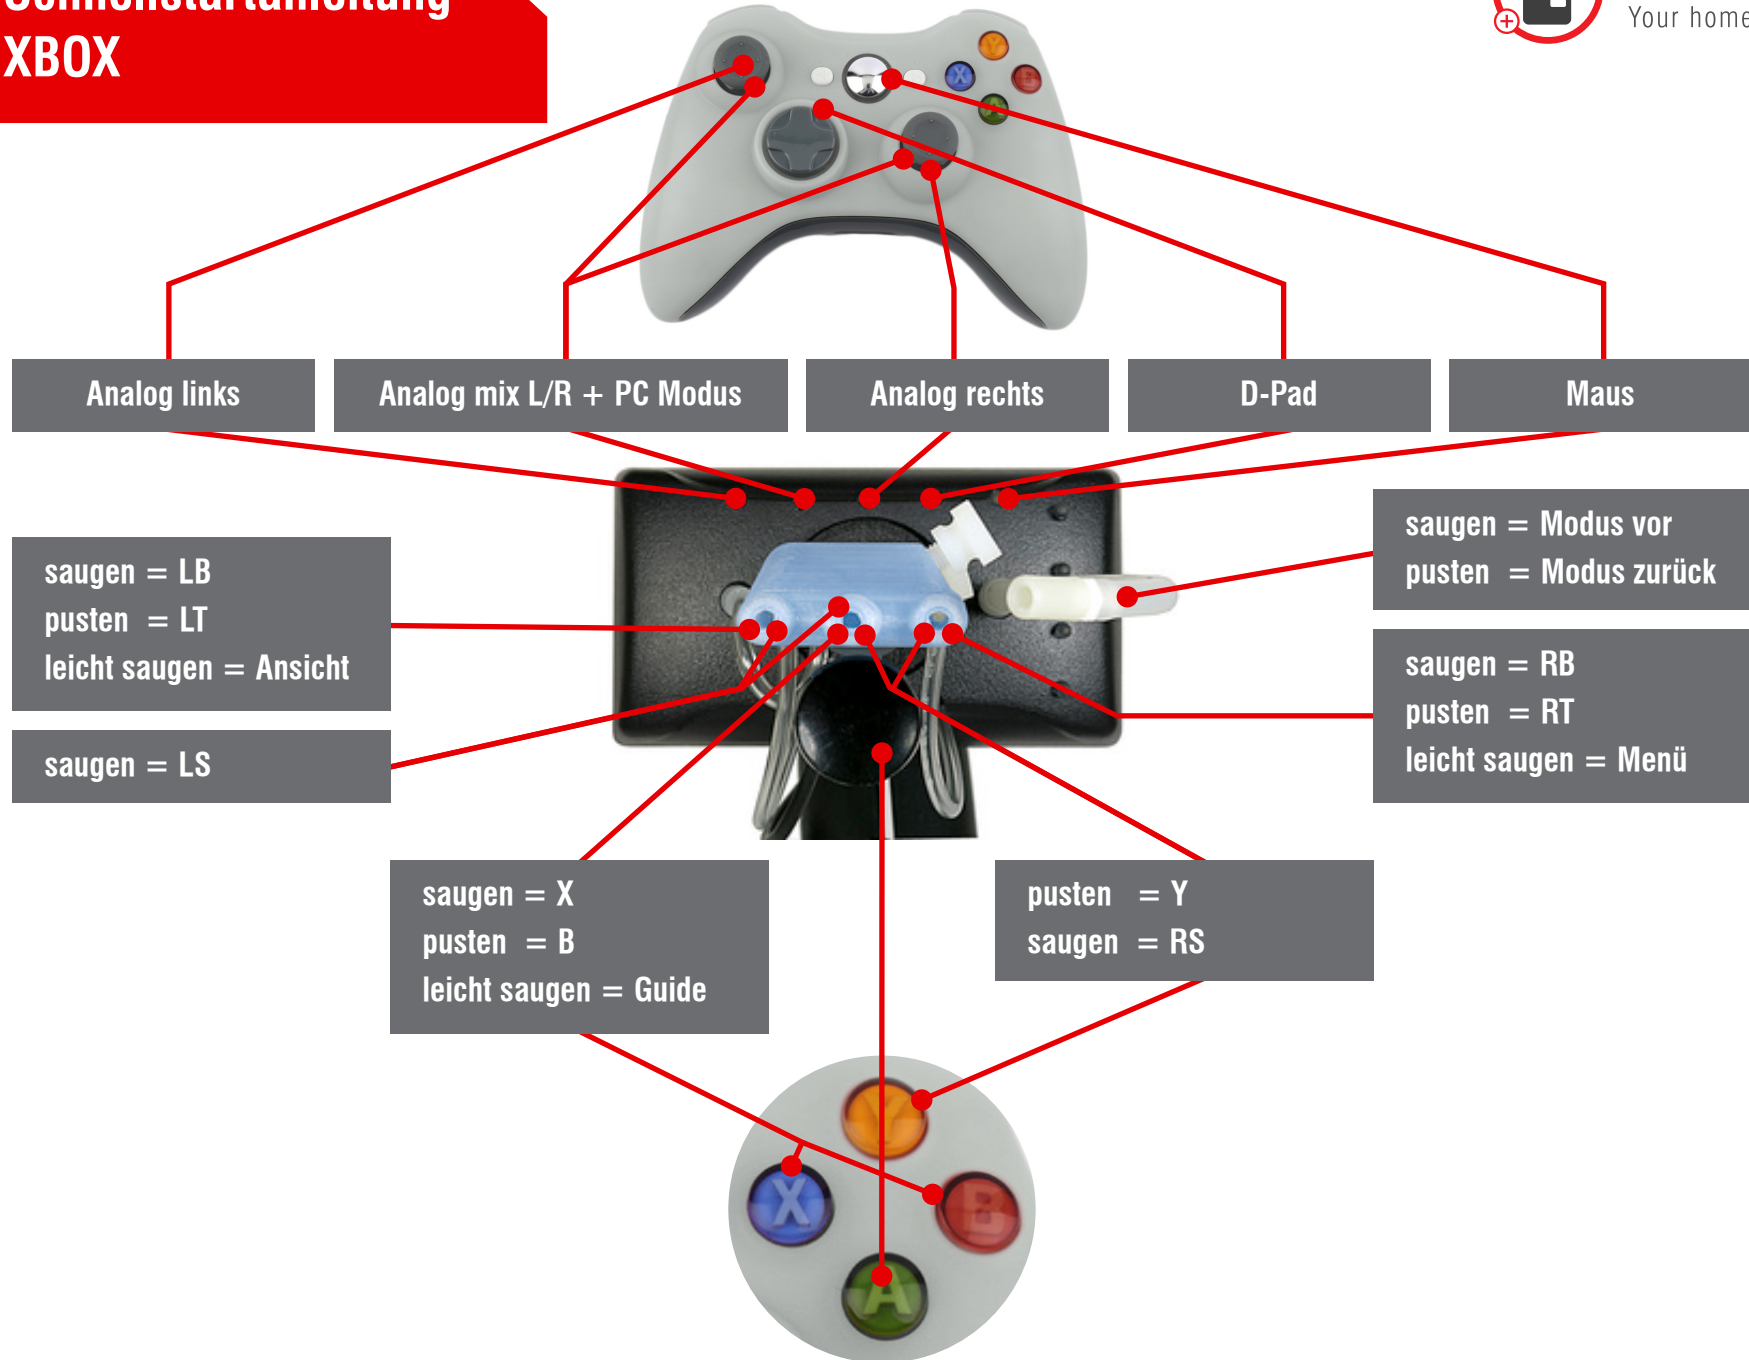 Schnellstartanleitung
XBOX
Your home
Y
X
B
A
Analog links
Analog mix L/R + PC Modus
Analog rechts
D-Pad
Maus
saugen = LB
pusten = LT
leicht saugen = Ansicht
saugen = LS
saugen = Modus vor
pusten = Modus zurück
saugen = RB
pusten = RT
leicht saugen = Menü
saugen = X
pusten = B
leicht saugen = Guide
pusten = Y
saugen = RS
Y
X
B
A